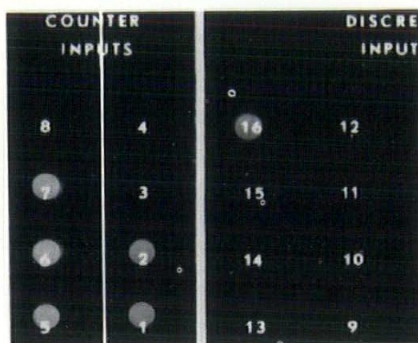 COUNTER
INPUTS
8 4
7 3
6 2
5 1
DISCRE
INPUT
16 12
15 11
14 10
13 9